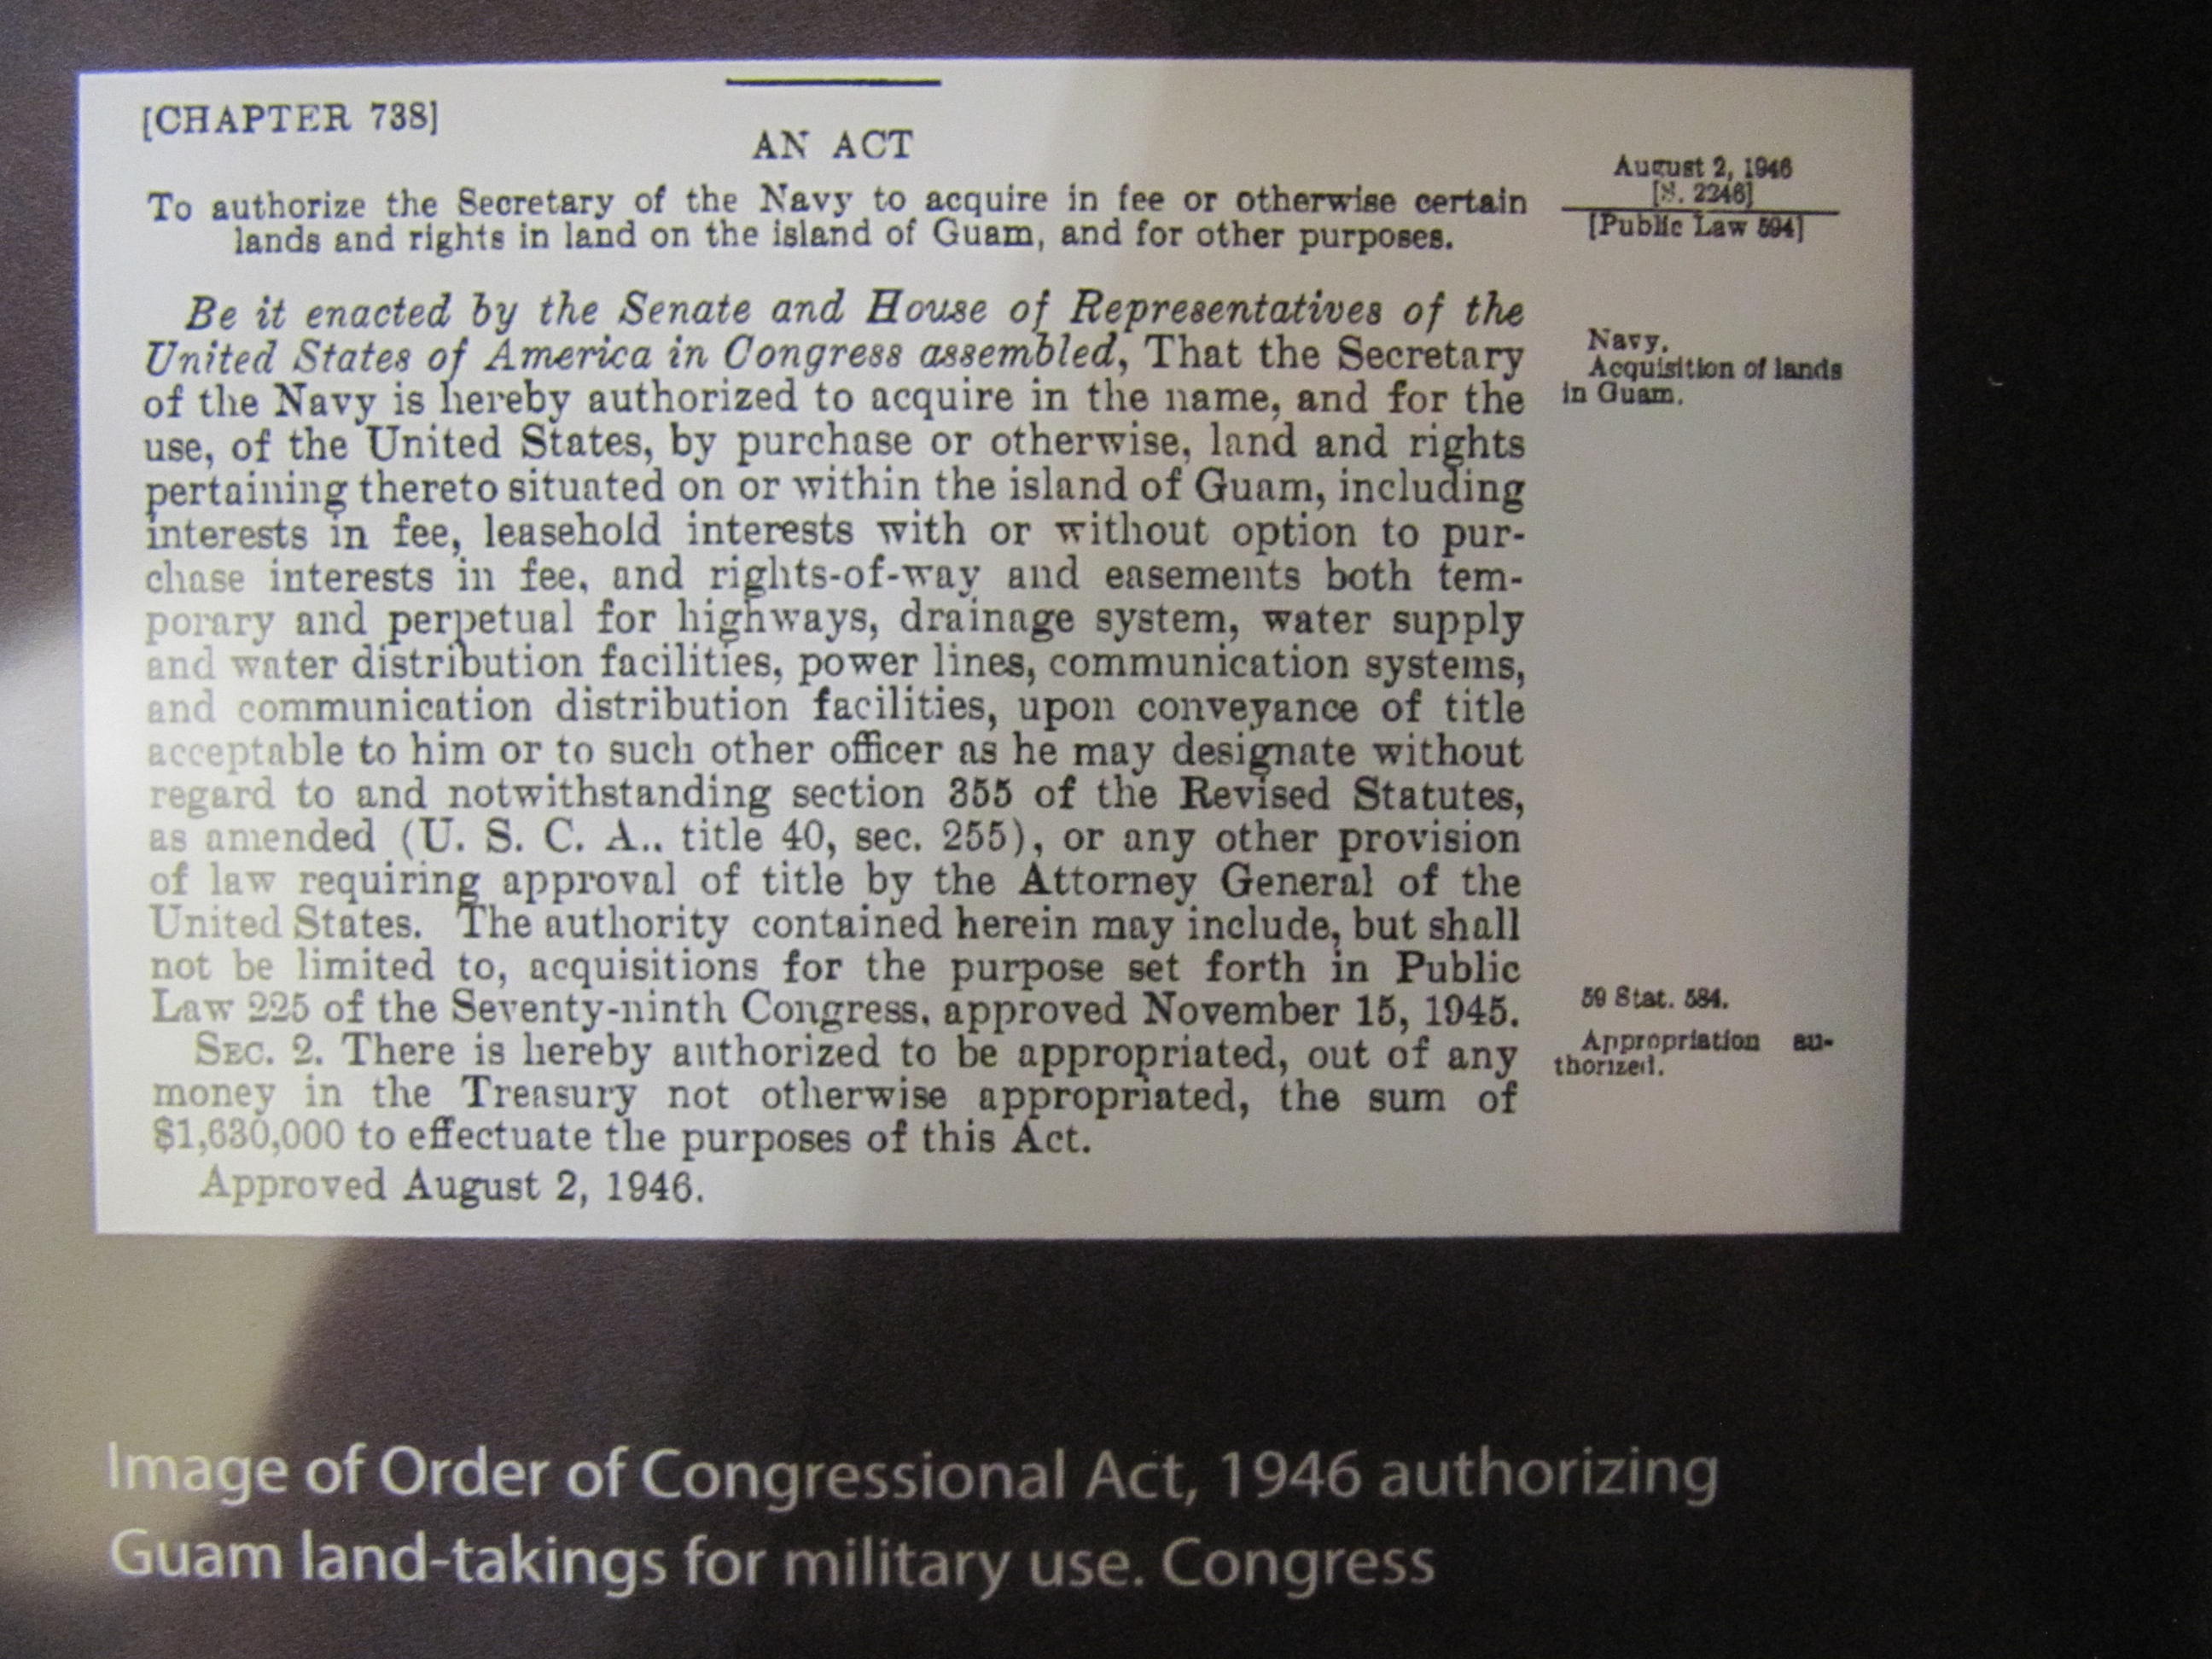 [CHAPTER 738]
AN ACT
To authorize the Secretary of the Navy to acquire in fee or otherwise certain
lands and rights in land on the island of Guam, and for other purposes.
August 2, 1946
[S. 2246]
[Public Law 594]
Be it enacted by the Senate and House of Representatives of the
United States of America in Congress assembled, That the Secretary
of the Navy is hereby authorized to acquire in the name, and for the
use, of the United States, by purchase or otherwise, land and rights
pertaining thereto situated on or within the island of Guam, including
interests in fee, leasehold interests with or without option to pur-
chase interests in fee, and rights-of-way and easements both tem-
porary and perpetual for highways, drainage system, water supply
and water distribution facilities, power lines, communication systems,
and communication distribution facilities, upon conveyance of title
acceptable to him or to such other officer as he may designate without
regard to and notwithstanding section 355 of the Revised Statutes,
as amended (U. S. C. A., title 40, sec. 255), or any other provision
of law requiring approval of title by the Attorney General of the
United States. The authority contained herein may include, but shall
not be limited to, acquisitions for the purpose set forth in Public
Law 225 of the Seventy-ninth Congress, approved November 15, 1945.
SEC. 2. There is hereby authorized to be appropriated, out of any
money in the Treasury not otherwise appropriated, the sum of
$1,630,000 to effectuate the purposes of this Act.
Approved August 2, 1946.
Navy.
Acquisition of lands
in Guam.
59 Stat. 584.
Appropriation au-
thorized.
Image of Order of Congressional Act, 1946 authorizing
Guam land-takings for military use. Congress